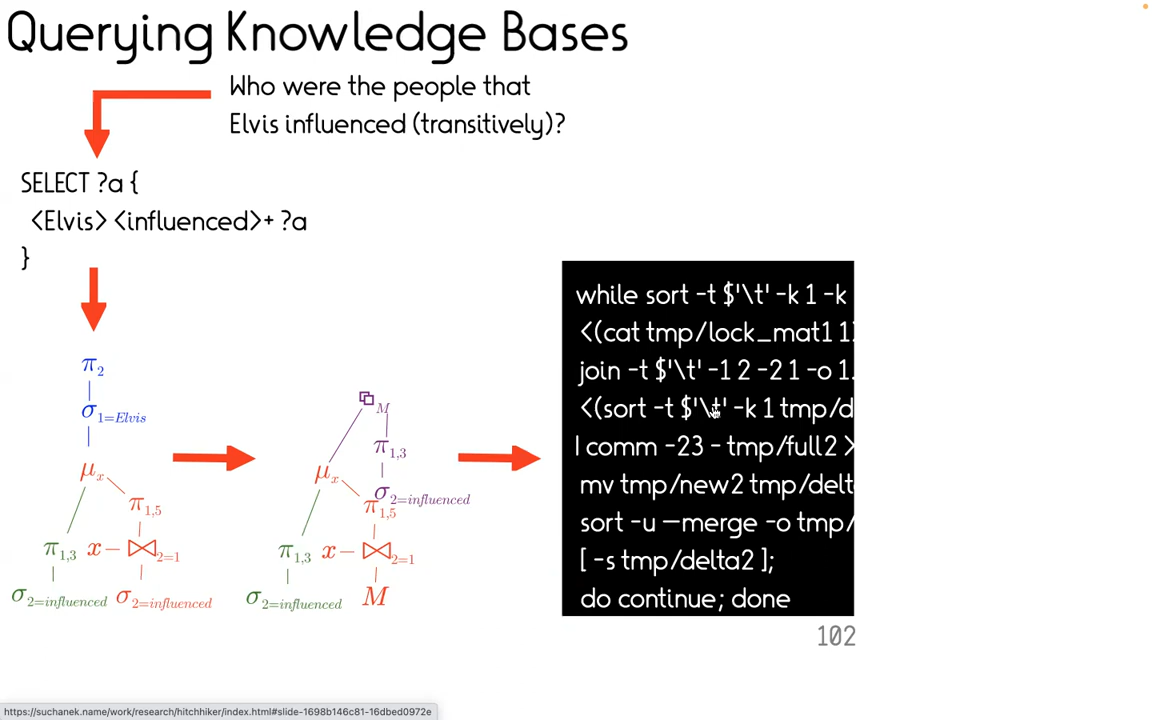 Querying Knowledge Bases
Who were the people that
Elvis influenced (transitively)?
SELECT ?a {
<Elvis> <influenced>+ ?a
}
π2
σ1=Elvis
μx
π1,5
π1,3 x– ⋈2=1
σ2=influenced σ2=influenced
M
π1,3
μx
σ2=influenced
π1,5
π1,3 x– ⋈2=1
σ2=influenced M
while sort -t $'\t' -k 1 -k
<(cat tmp/lock_mat1 1
join -t $'\t' -1 2 -2 1 -o 1.
<(sort -t $'\t' -k 1 tmp/d
| comm -23 - tmp/full2 >
mv tmp/new2 tmp/delt
sort -u —merge -o tmp/
[ -s tmp/delta2 ];
do continue; done
102
https://suchanek.name/work/research/hitchhiker/index.html#slide-1698b146c81-16dbed0972e